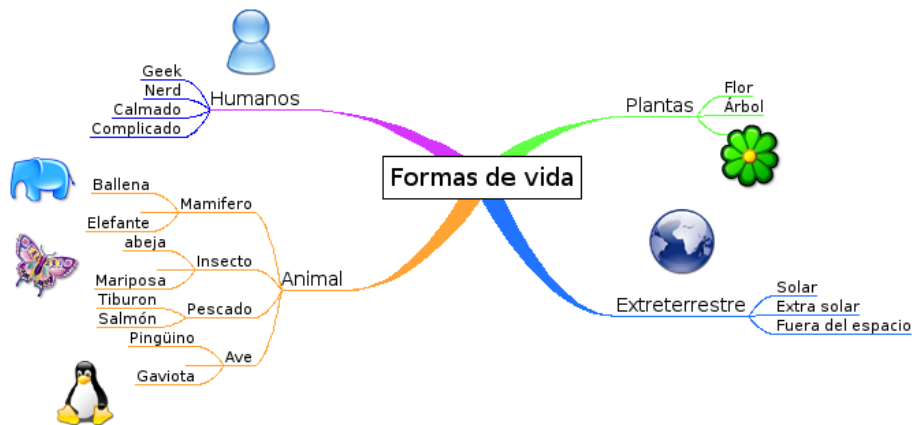 Formas de vida
Humanos
Geek
Nerd
Calmado
Complicado
Plantas
Flor
Árbol
Animal
Mamifero
Ballena
Elefante
Insecto
abeja
Mariposa
Pescado
Tiburon
Salmón
Ave
Pingüino
Gaviota
Extreterrestre
Solar
Extra solar
Fuera del espacio